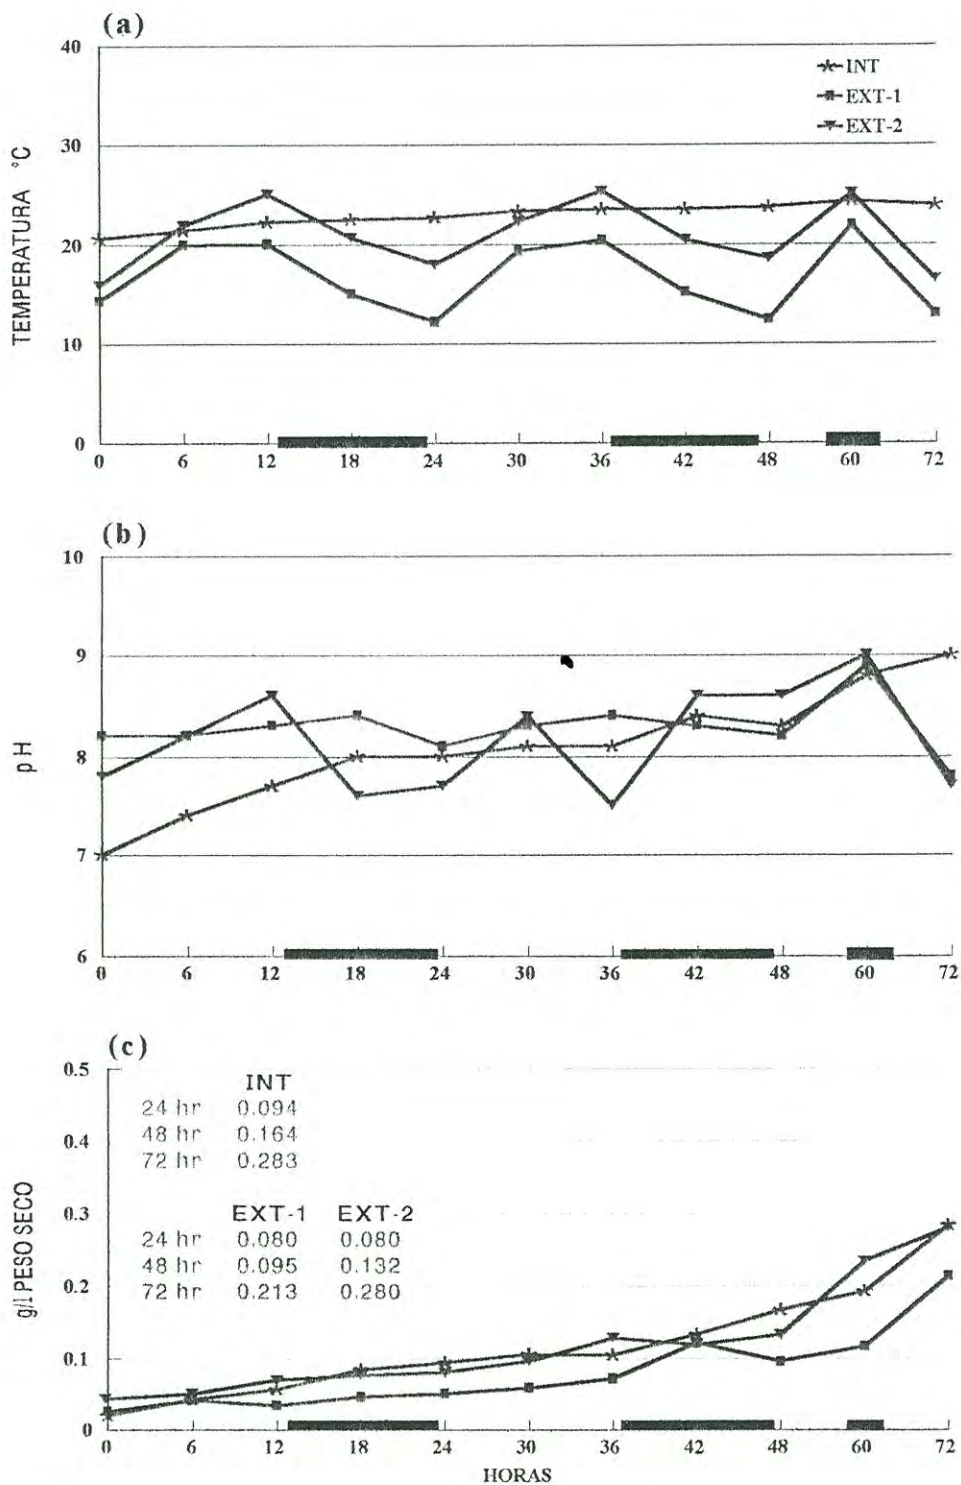 (a)
40
30
20
10
0
TEMPERATURA °C
INT
EXT-1
EXT-2
0 6 12 18 24 30 36 42 48 60 72
(b)
10
9
8
7
6
pH
0 6 12 18 24 30 36 42 48 60 72
(c)
0.5
0.4
0.3
0.2
0.1
0
g/l PESO SECO
INT
24 hr 0.094
48 hr 0.164
72 hr 0.283
EXT-1 EXT-2
24 hr 0.080 0.080
48 hr 0.095 0.132
72 hr 0.213 0.280
0 6 12 18 24 30 36 42 48 60 72
HORAS